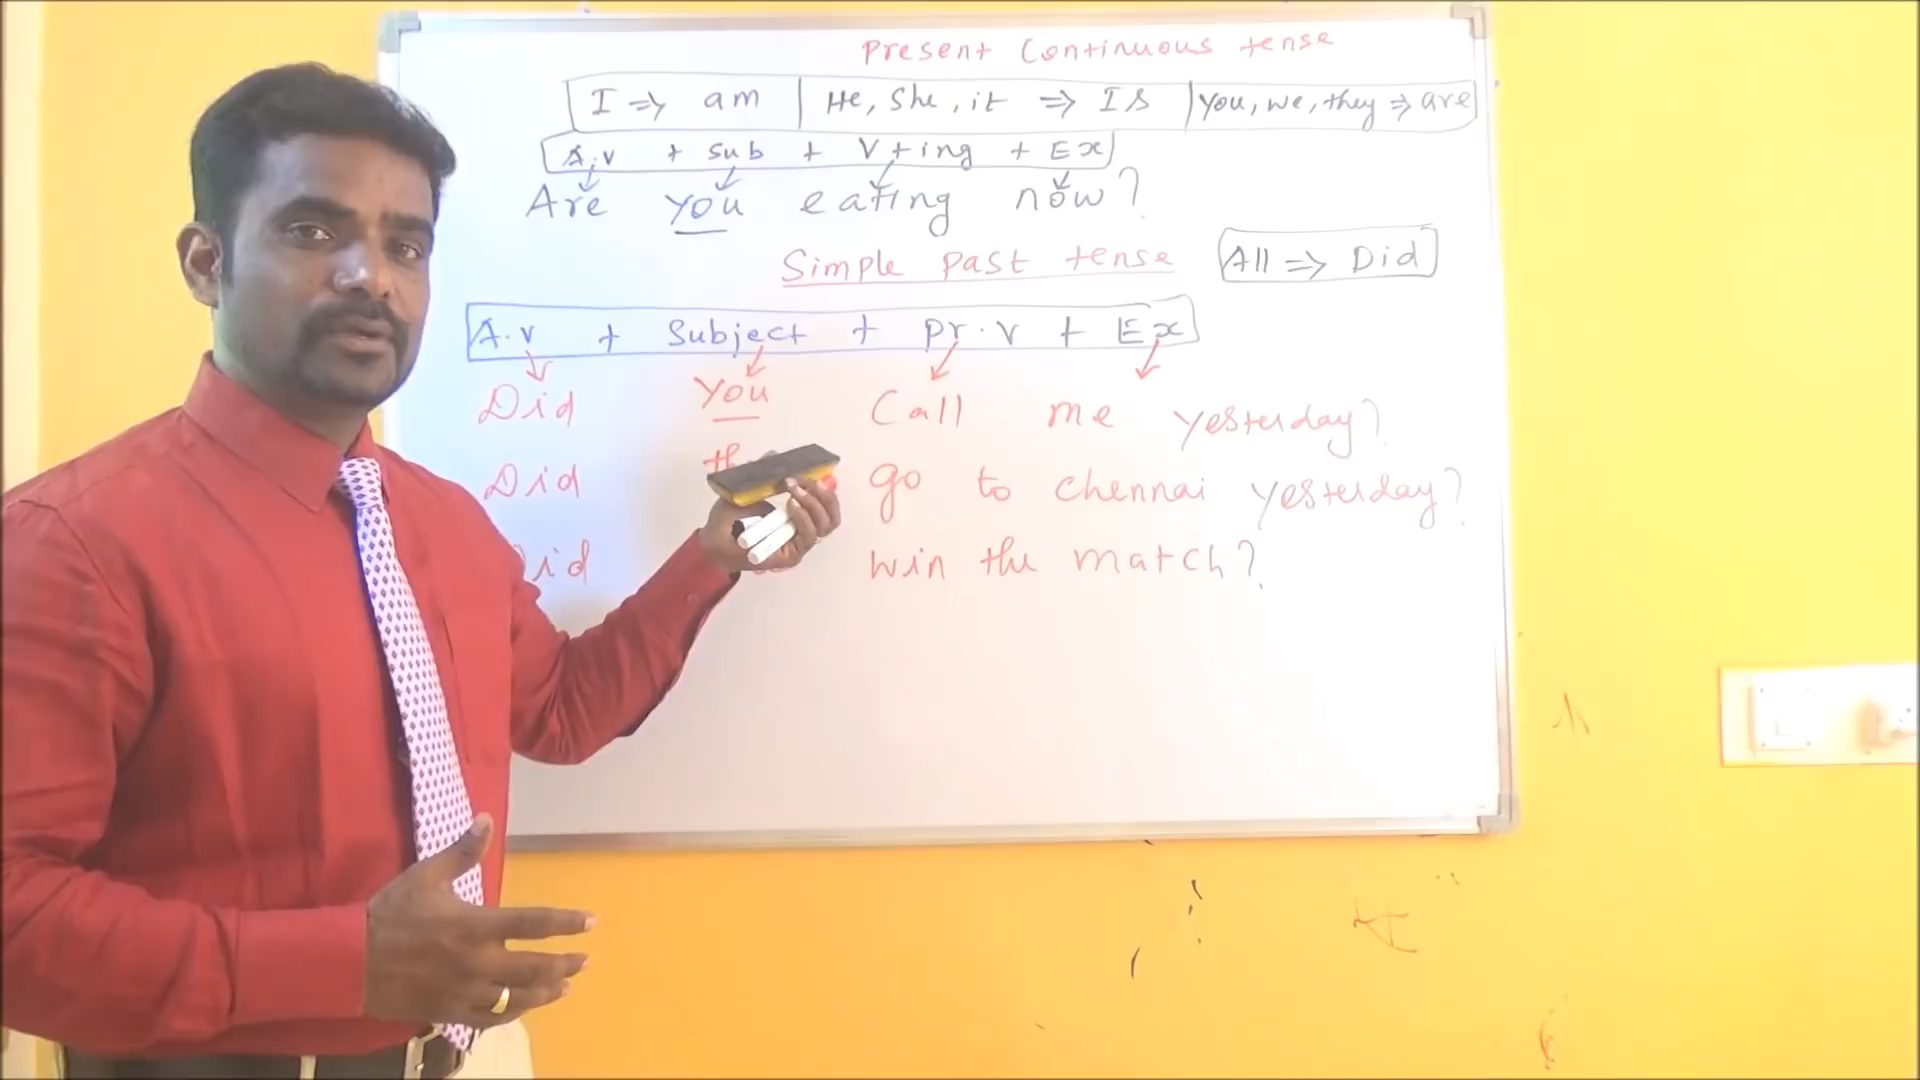 Present Continuous tense
I => am | He, She, it => Is | You, we, they => are
A.v + sub + V+ing + Ex
Are you eating now?
Simple past tense
All => Did
A.v + Subject + Pr.v + Ex
Did You Call me yesterday?
Did go to chennai yesterday?
win the match?